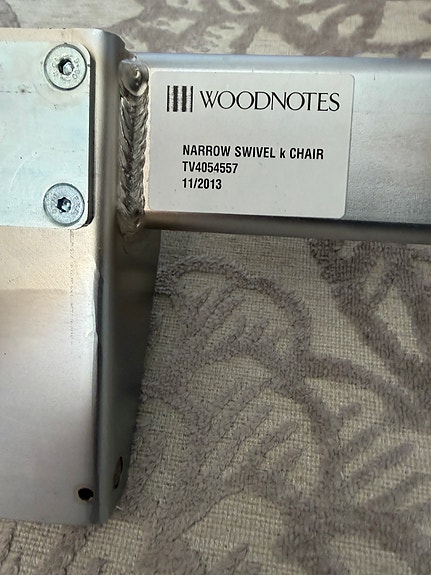 WOODNOTES
NARROW SWIVEL k CHAIR
TV4054557
11/2013